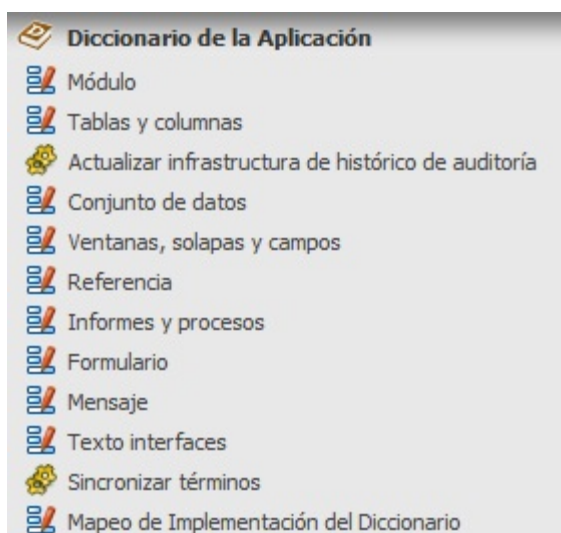 Diccionario de la Aplicación
Módulo
Tablas y columnas
Actualizar infrastructura de histórico de auditoría
Conjunto de datos
Ventanas, solapas y campos
Referencia
Informes y procesos
Formulario
Mensaje
Texto interfaces
Sincronizar términos
Mapeo de Implementación del Diccionario